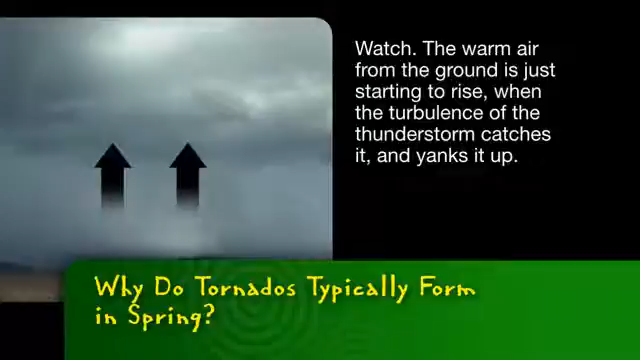 Watch. The warm air
from the ground is just
starting to rise, when
the turbulence of the
thunderstorm catches
it, and yanks it up.
Why Do Tornados Typically Form
in Spring?